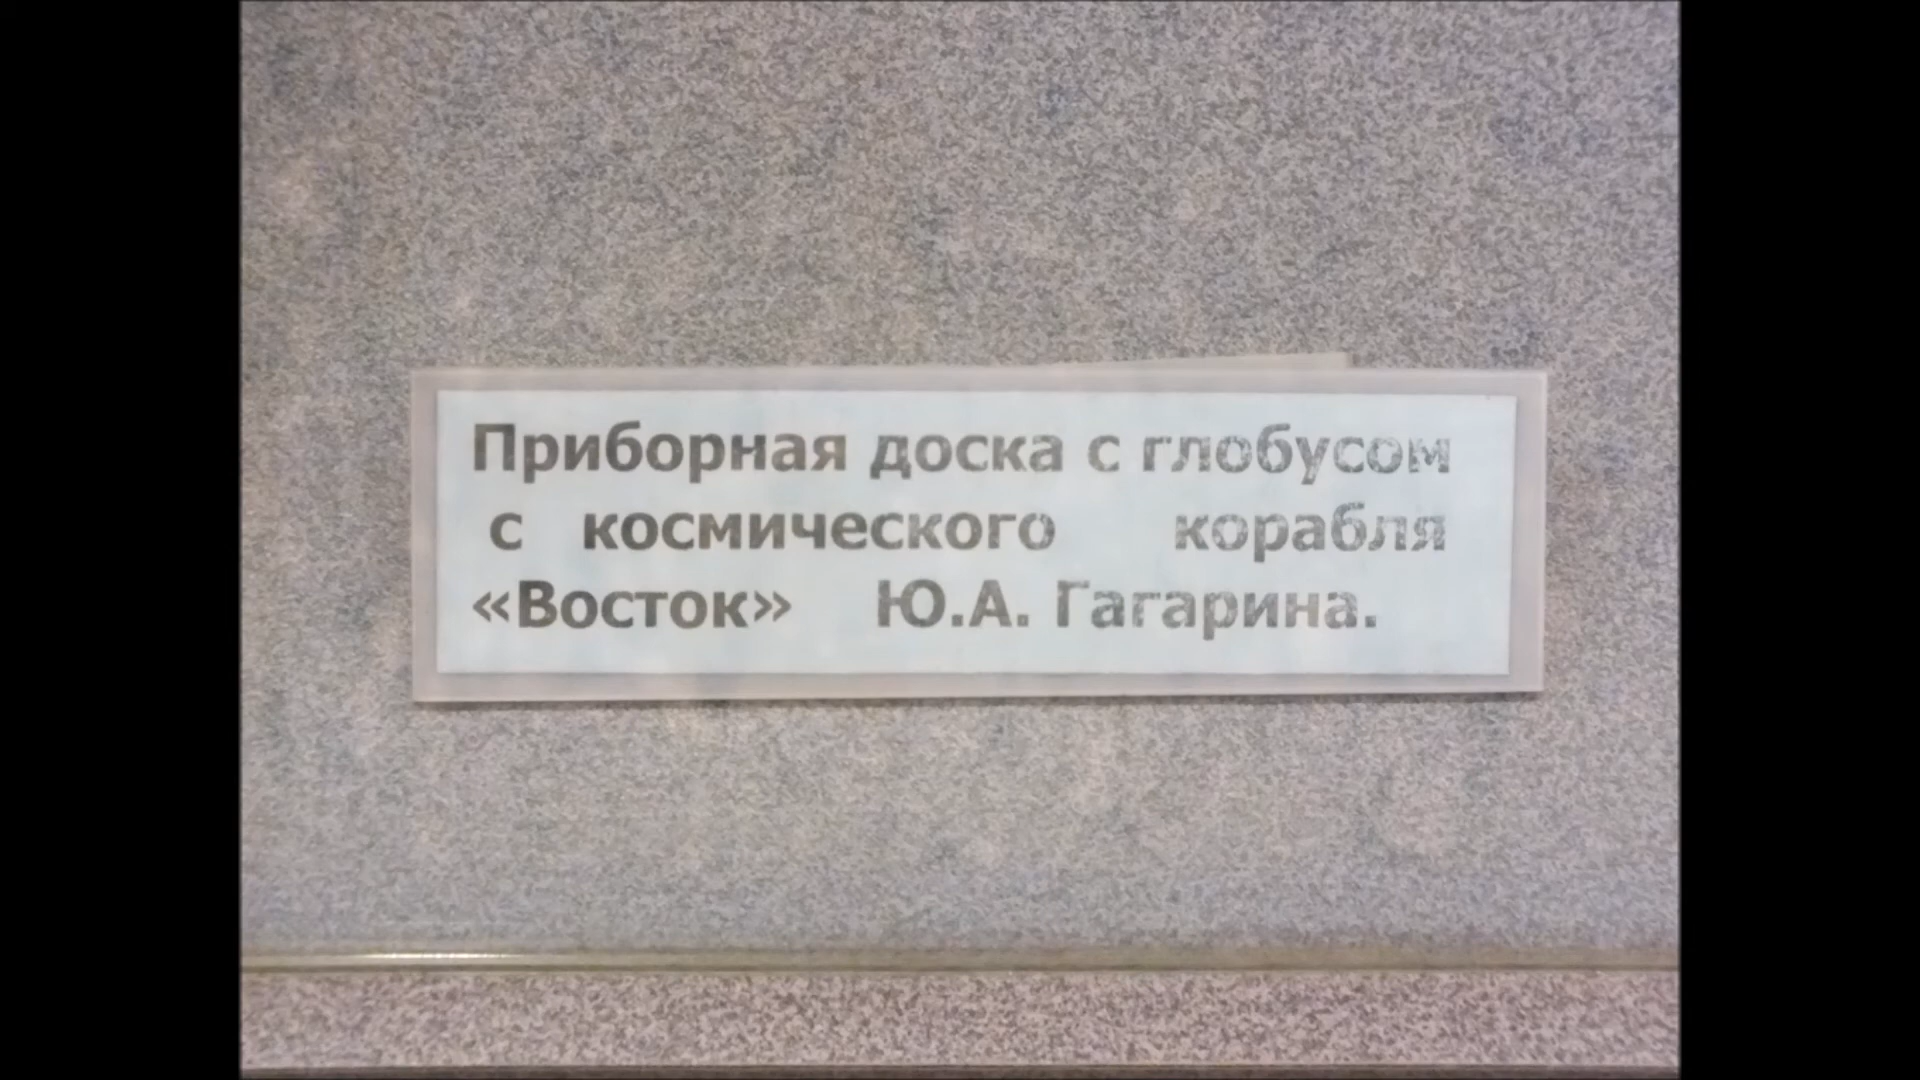 Приборная доска с глобусом
с космического корабля
«Восток» Ю.А. Гагарина.